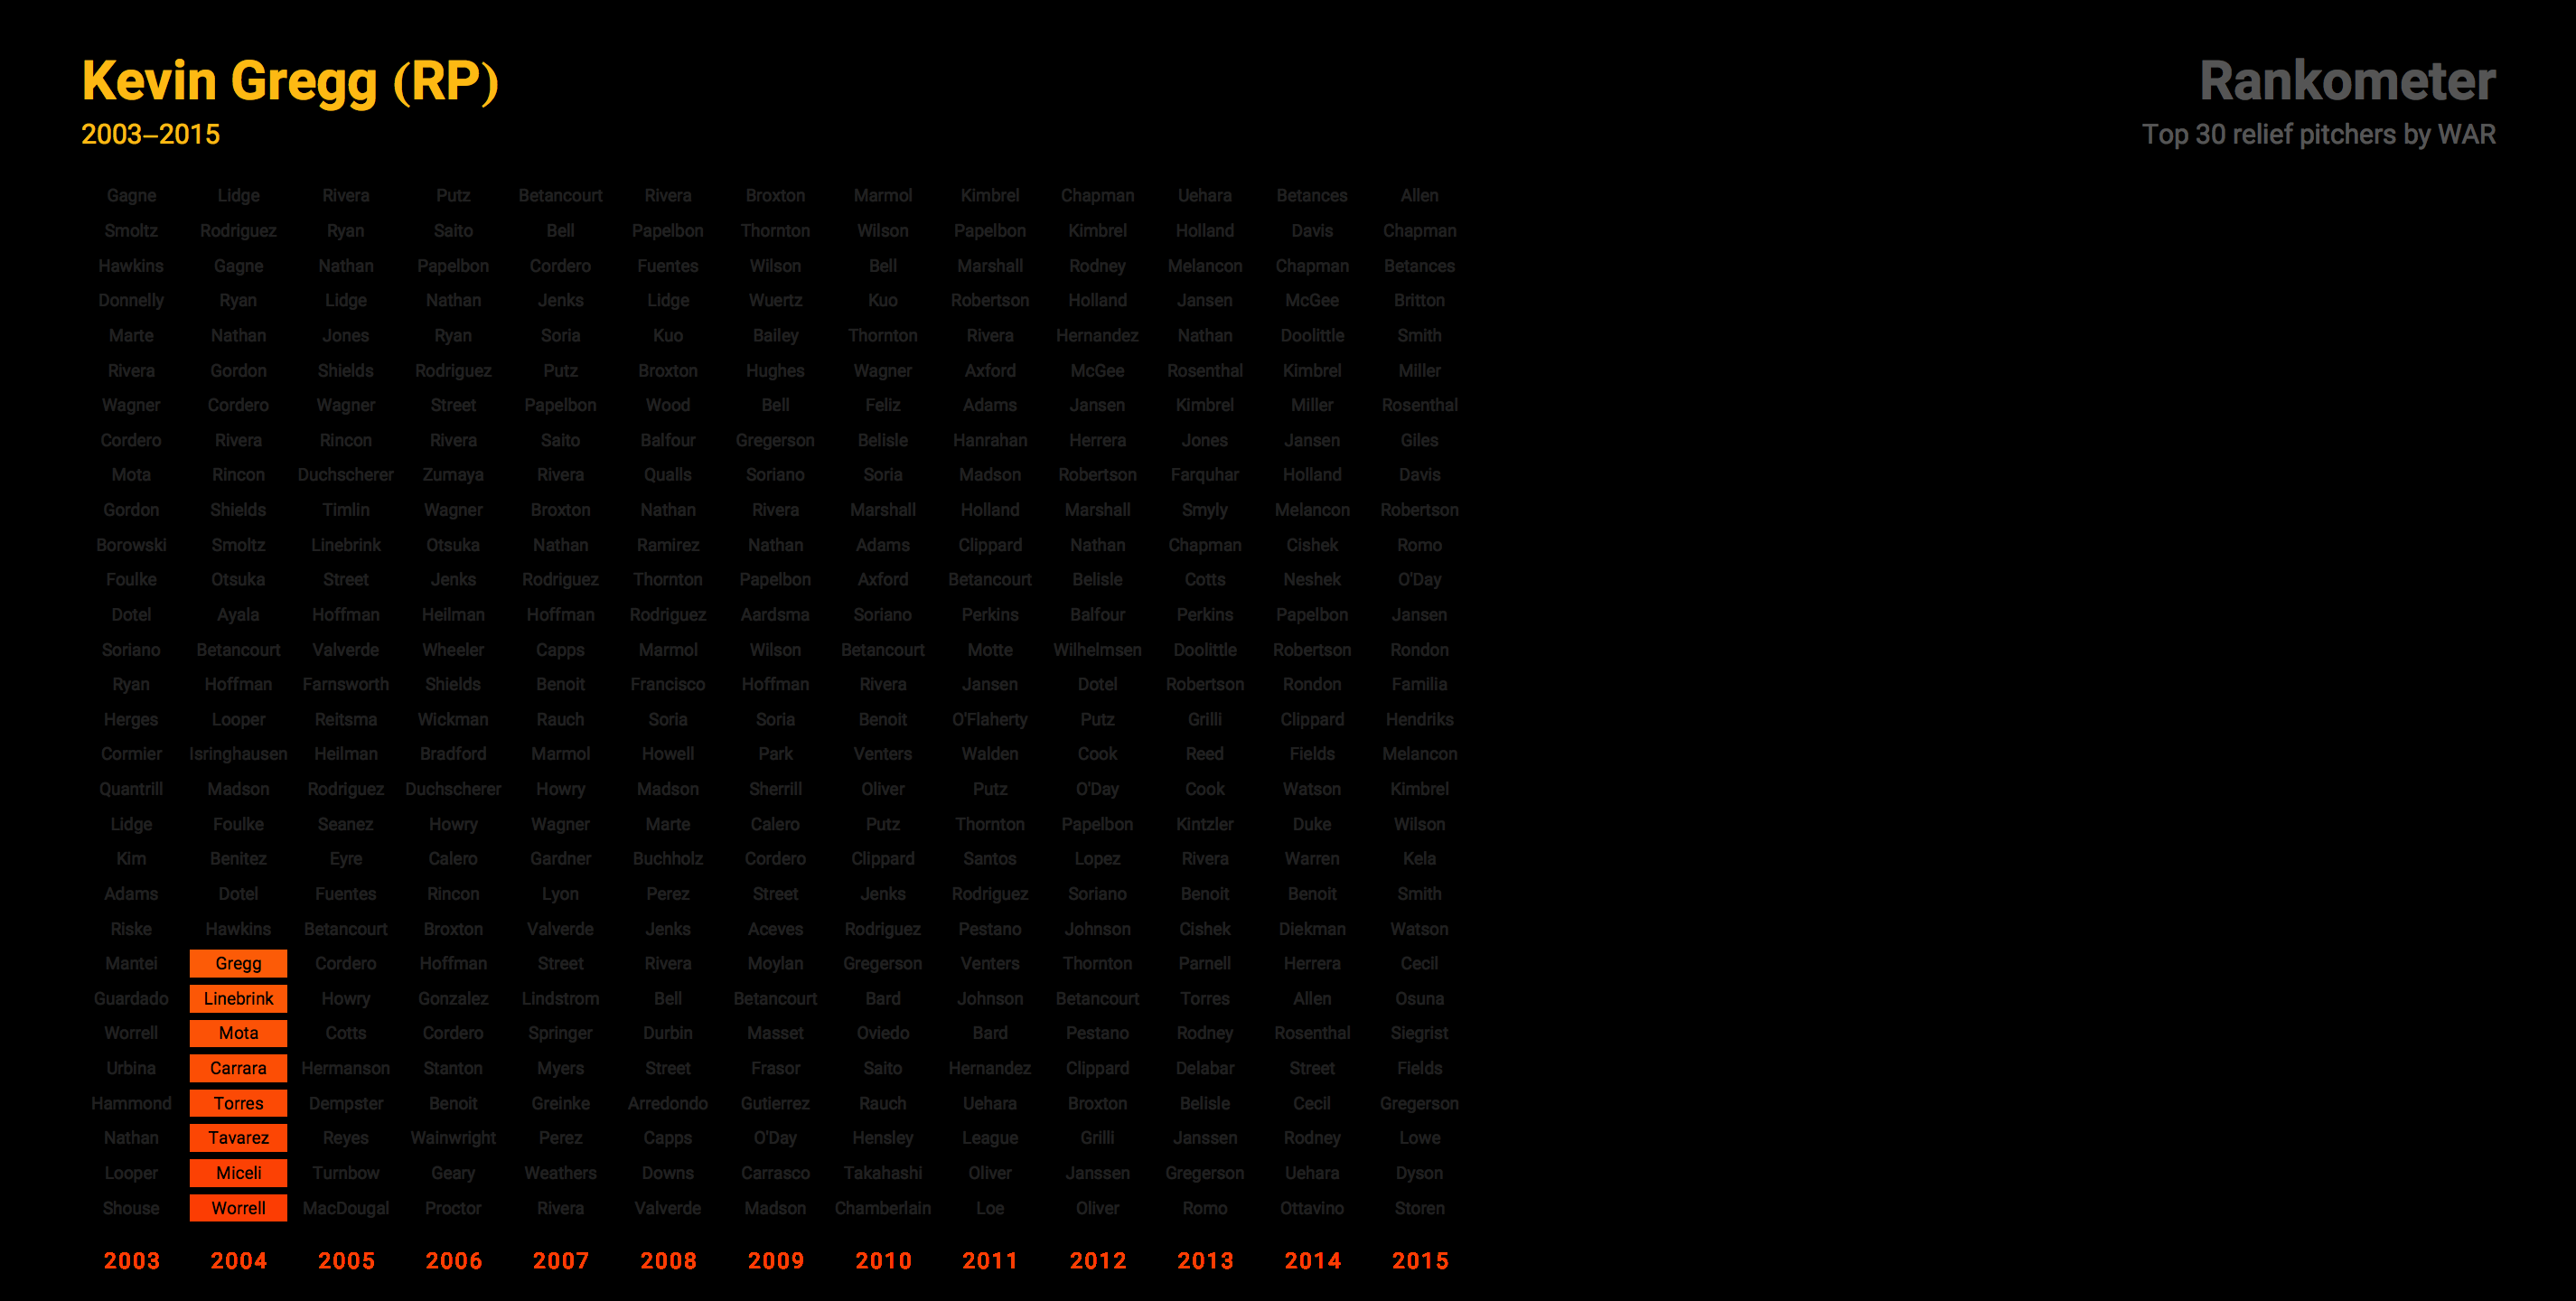 Kevin Gregg (RP)
2003–2015
Rankometer
Top 30 relief pitchers by WAR
Gagne Lidge Rivera Putz Betancourt Rivera Broxton Marmol Kimbrel Chapman Uehara Betances Allen
Smoltz Rodriguez Ryan Saito Bell Papelbon Thornton Wilson Papelbon Kimbrel Holland Davis Chapman
Hawkins Gagne Nathan Papelbon Cordero Fuentes Wilson Bell Marshall Rodney Melancon Chapman Betances
Donnelly Ryan Lidge Nathan Jenks Lidge Wuertz Kuo Robertson Holland Jansen McGee Britton
Marte Nathan Jones Ryan Soria Kuo Bailey Thornton Rivera Hernandez Nathan Doolittle Smith
Rivera Gordon Shields Rodriguez Putz Broxton Hughes Wagner Axford McGee Rosenthal Kimbrel Miller
Wagner Cordero Wagner Street Papelbon Wood Bell Feliz Adams Jansen Kimbrel Miller Rosenthal
Cordero Rivera Rincon Rivera Saito Balfour Gregerson Belisle Hanrahan Herrera Jones Jansen Giles
Mota Rincon Duchscherer Zumaya Rivera Qualls Soriano Soria Madson Robertson Farquhar Holland Davis
Gordon Shields Timlin Wagner Broxton Nathan Rivera Marshall Holland Marshall Smyly Melancon Robertson
Borowski Smoltz Linebrink Otsuka Nathan Ramirez Nathan Adams Clippard Nathan Chapman Cishek Romo
Foulke Otsuka Street Jenks Rodriguez Thornton Papelbon Axford Betancourt Belisle Cotts Neshek O'Day
Dotel Ayala Hoffman Heilman Hoffman Rodriguez Aardsma Soriano Perkins Balfour Perkins Papelbon Jansen
Soriano Betancourt Valverde Wheeler Capps Marmol Wilson Betancourt Motte Wilhelmsen Doolittle Robertson Rondon
Ryan Hoffman Farnsworth Shields Benoit Francisco Hoffman Rivera Jansen Dotel Robertson Rondon Familia
Herges Looper Reitsma Wickman Rauch Soria Soria Benoit O'Flaherty Putz Grilli Clippard Hendriks
Cormier Isringhausen Heilman Bradford Marmol Howell Park Venters Walden Cook Reed Fields Melancon
Quantrill Madson Rodriguez Duchscherer Howry Madson Sherrill Oliver Putz O'Day Cook Watson Kimbrel
Lidge Foulke Seanez Howry Wagner Marte Calero Putz Thornton Papelbon Kintzler Duke Wilson
Kim Benitez Eyre Calero Gardner Buchholz Cordero Clippard Santos Lopez Rivera Warren Kela
Adams Dotel Fuentes Rincon Lyon Perez Street Jenks Rodriguez Soriano Benoit Benoit Smith
Riske Hawkins Betancourt Broxton Valverde Jenks Aceves Rodriguez Pestano Johnson Cishek Diekman Watson
Mantei Gregg Cordero Hoffman Street Rivera Moylan Gregerson Venters Thornton Parnell Herrera Cecil
Guardado Linebrink Howry Gonzalez Lindstrom Bell Betancourt Bard Johnson Betancourt Torres Allen Osuna
Worrell Mota Cotts Cordero Springer Durbin Masset Oviedo Bard Pestano Rodney Rosenthal Siegrist
Urbina Carrara Hermanson Stanton Myers Street Frasor Saito Hernandez Clippard Delabar Street Fields
Hammond Torres Dempster Benoit Greinke Arredondo Gutierrez Rauch Uehara Broxton Belisle Cecil Gregerson
Nathan Tavarez Reyes Wainwright Perez Capps O'Day Hensley League Grilli Janssen Rodney Lowe
Looper Miceli Turnbow Geary Weathers Downs Carrasco Takahashi Oliver Janssen Gregerson Uehara Dyson
Shouse Worrell MacDougal Proctor Rivera Valverde Madson Chamberlain Loe Oliver Romo Ottavino Storen
2003 2004 2005 2006 2007 2008 2009 2010 2011 2012 2013 2014 2015